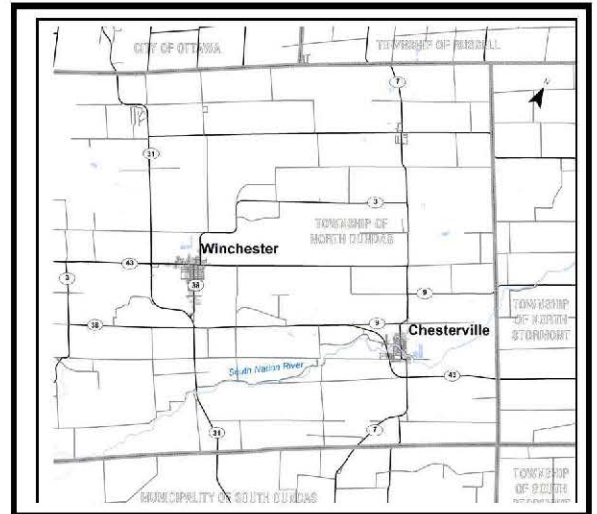 CITY OF OTTAWA
TOWNSHIP OF RUSSELL
7
N
31
3
TOWNSHIP OF
NORTH DUNDAS
Winchester
43
3
38
9
TOWNSHIP
OF NORTH
STORMONT
38
9
Chesterville
South Nation River
43
31
7
MUNICIPALITY OF SOUTH DUNDAS
TOWNSHIP
OF SOUTH